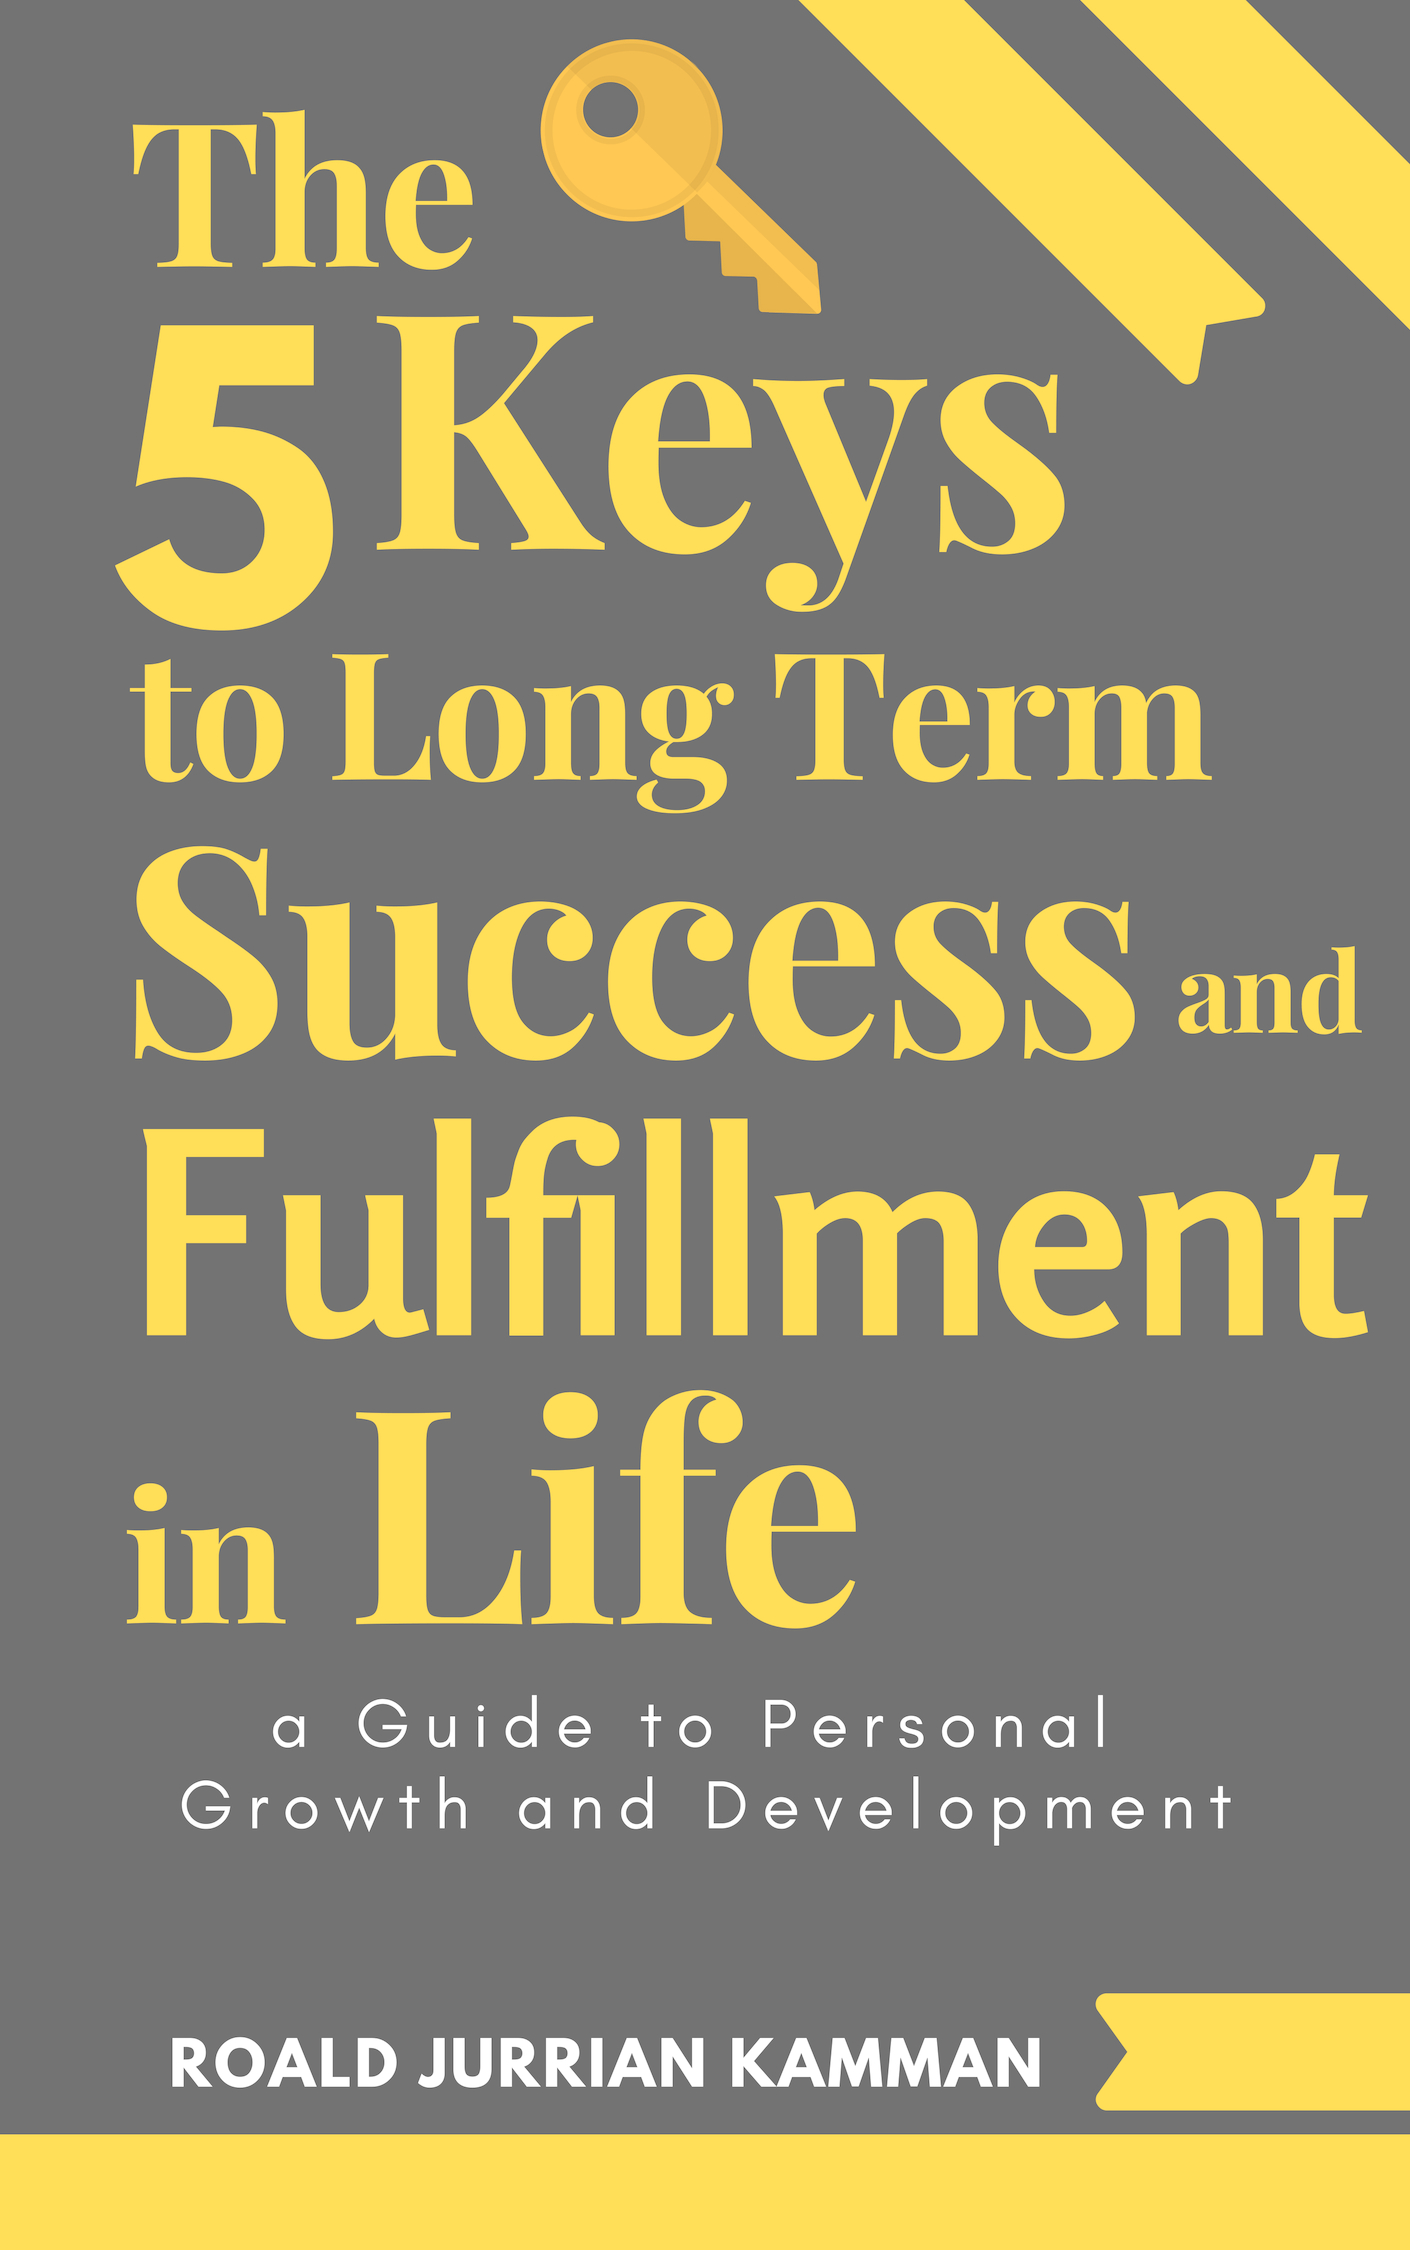 The
5 Keys
to Long Term
Success and
Fulfillment
in Life
a Guide to Personal
Growth and Development
ROALD JURRIAN KAMMAN